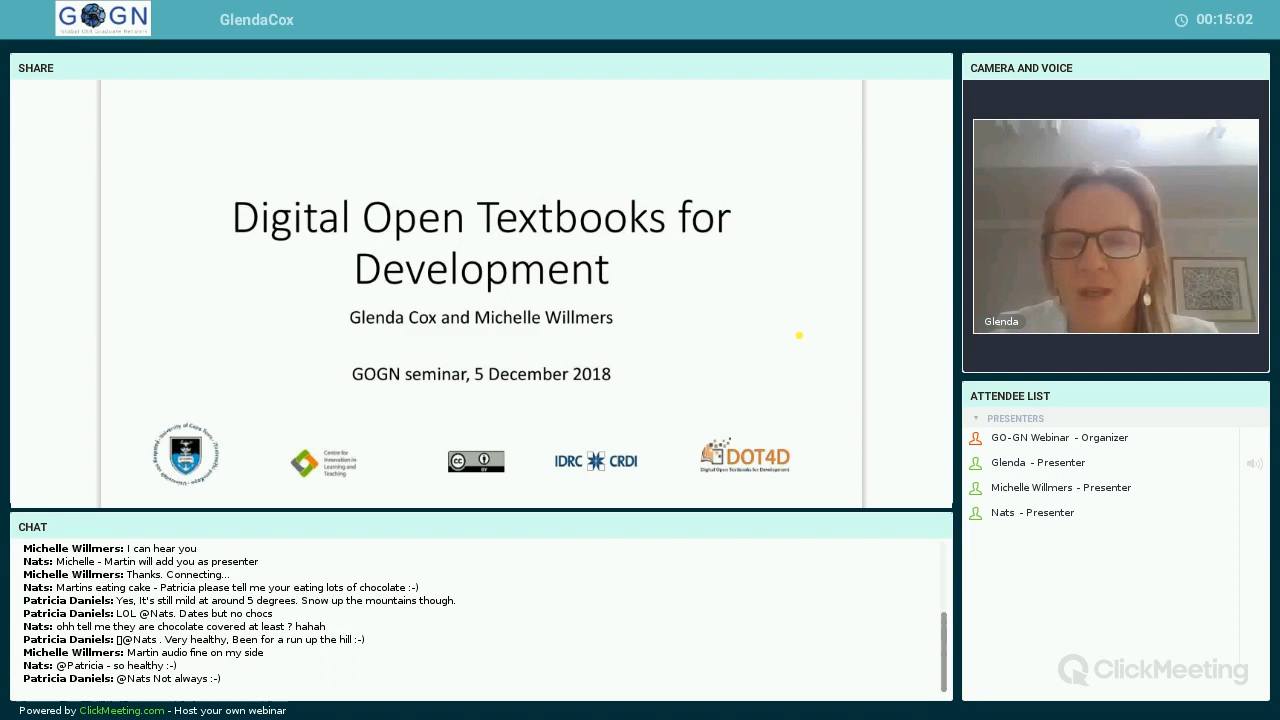 GOGN
Global OER Graduate Network
GlendaCox
00:15:02
SHARE
Digital Open Textbooks for
Development
Glenda Cox and Michelle Willmers
GOGN seminar, 5 December 2018
Centre for
Innovation in
Learning and
Teaching
CC
BY
IDRC CRDI
DOT4D
Digital Open Textbooks for Development
CAMERA AND VOICE
Glenda
ATTENDEE LIST
PRESENTERS
GO-GN Webinar - Organizer
Glenda - Presenter
Michelle Willmers - Presenter
Nats - Presenter
CHAT
Michelle Willmers: I can hear you
Nats: Michelle - Martin will add you as presenter
Michelle Willmers: Thanks. Connecting...
Nats: Martins eating cake - Patricia please tell me your eating lots of chocolate :-)
Patricia Daniels: Yes, It's still mild at around 5 degrees. Snow up the mountains though.
Patricia Daniels: LOL @Nats. Dates but no chocs
Nats: ohh tell me they are chocolate covered at least ? hahah
Patricia Daniels: []@Nats . Very healthy, Been for a run up the hill :-)
Michelle Willmers: Martin audio fine on my side
Nats: @Patricia - so healthy :-)
Patricia Daniels: @Nats Not always :-)
ClickMeeting
Powered by ClickMeeting.com - Host your own webinar